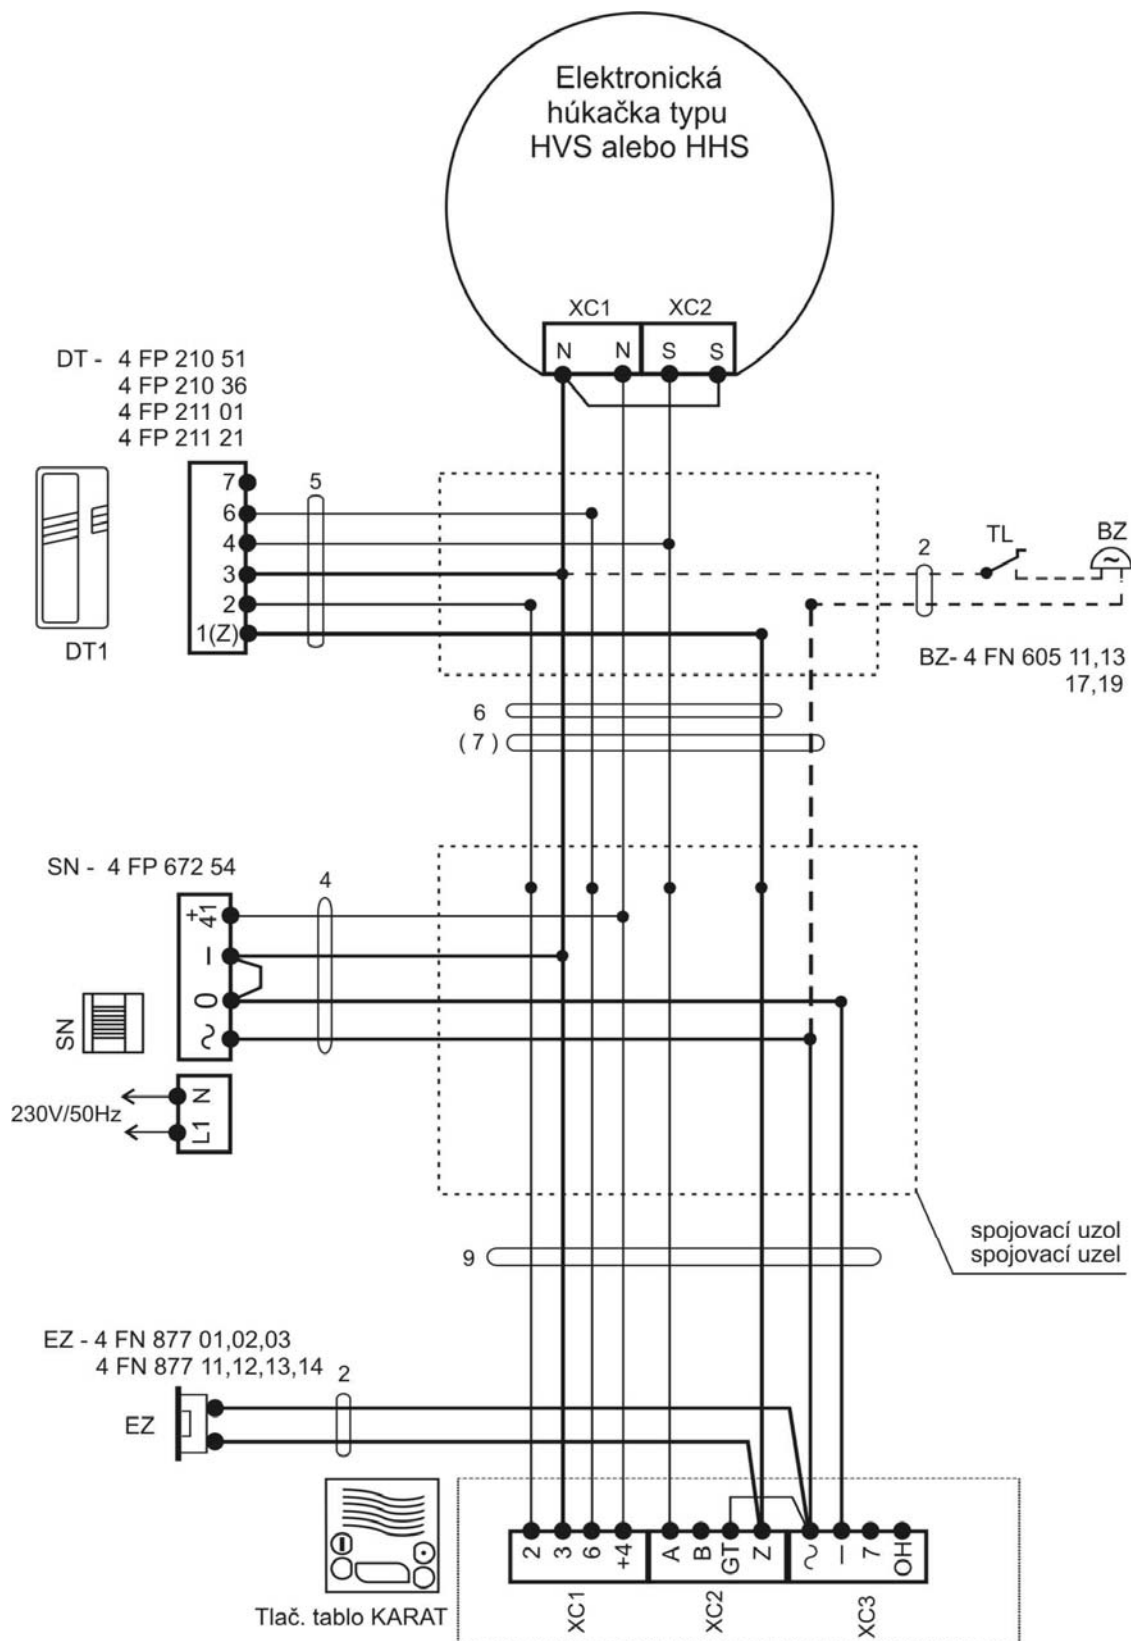 Elektronická
húkačka typu
HVS alebo HHS
XC1 XC2
N N S S
DT - 4 FP 210 51
4 FP 210 36
4 FP 211 01
4 FP 211 21
7
6
4
3
2
1(Z)
5
DT1
2
TL
BZ
~
BZ- 4 FN 605 11,13
17,19
6
( 7 )
SN - 4 FP 672 54
4
+41
–
0
~
SN
N
L1
230V/50Hz
spojovací uzol
spojovací uzel
9
EZ - 4 FN 877 01,02,03
4 FN 877 11,12,13,14
2
EZ
2 3 6 +4 A B GT Z ~ – 7 OH
XC1 XC2 XC3
Tlač. tablo KARAT